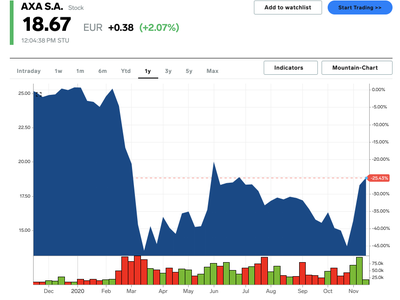 AXA S.A. Stock
Add to watchlist
Start Trading >>
18.67 EUR +0.38 (+2.07%)
12:04:38 PM STU
Intraday 1w 1m 6m Ytd 1y 3y 5y Max
Indicators
Mountain-Chart
25.00
22.50
20.00
17.50
15.00
0.00%
-5.00%
-10.00%
-15.00%
-20.00%
-25.43%
-30.00%
-35.00%
-40.00%
-45.00%
75.0k
50.0k
25.0k
Dec 2020 Feb Mar Apr May Jun Jul Aug Sep Oct Nov